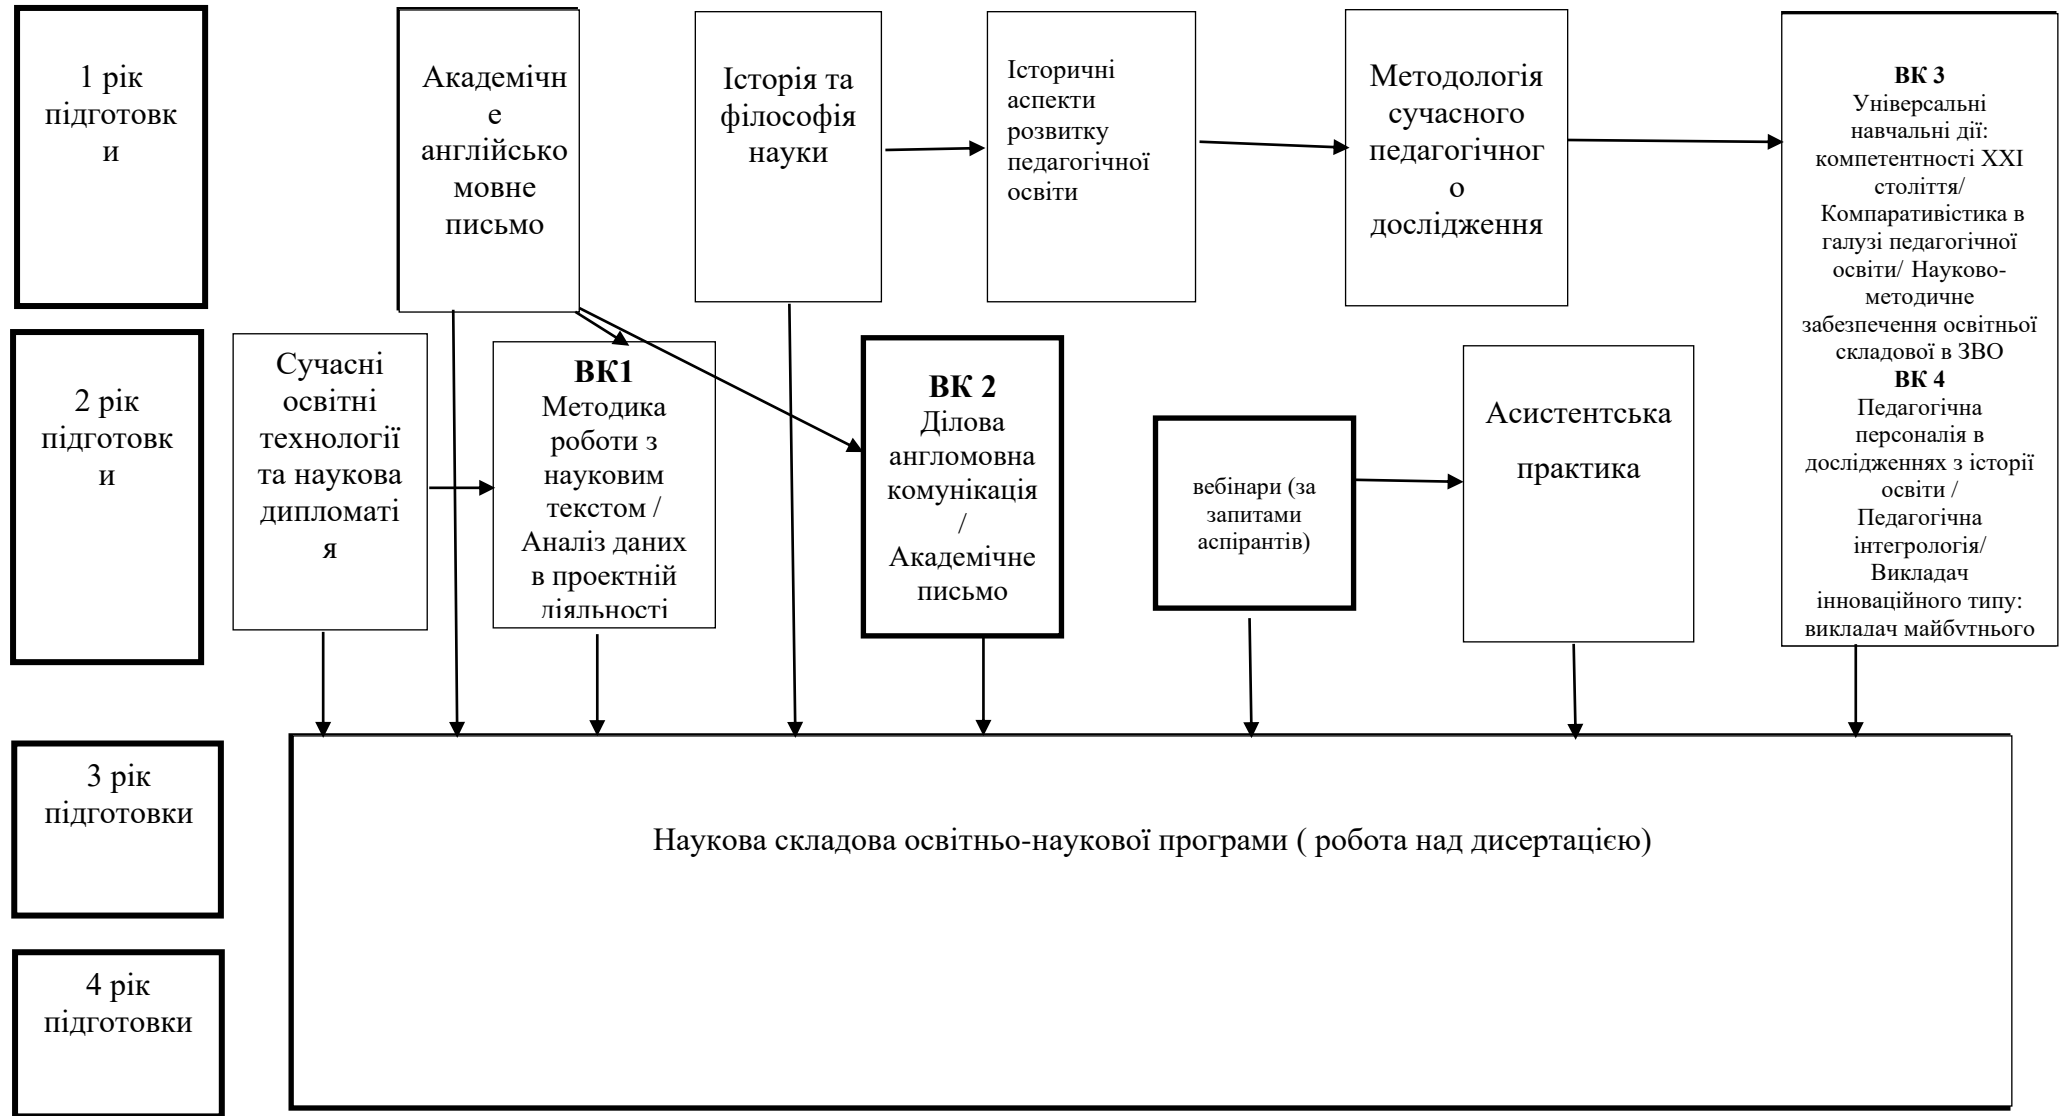 1 рік
підготовк
и
Академічн
е
англійсько
мовне
письмо
Історія та
філософія
науки
Історичні
аспекти
розвитку
педагогічної
освіти
Методологія
сучасного
педагогічног
о
дослідження
ВК 3
Універсальні
навчальні дії:
компетентності ХХІ
століття/
Компаративістика в
галузі педагогічної
освіти/ Науково-
методичне
забезпечення освітньої
складової в ЗВО
ВК 4
Педагогічна
персоналія в
дослідженнях з історії
освіти /
Педагогічна
інтегрологія/
Викладач
інноваційного типу:
викладач майбутнього
2 рік
підготовк
и
Сучасні
освітні
технології
та наукова
дипломаті
я
ВК1
Методика
роботи з
науковим
текстом /
Аналіз даних
в проектній
діяльності
ВК 2
Ділова
англомовна
комунікація
/
Академічне
письмо
вебінари (за
запитами
аспірантів)
Асистентська
практика
3 рік
підготовки
Наукова складова освітньо-наукової програми ( робота над дисертацією)
4 рік
підготовки